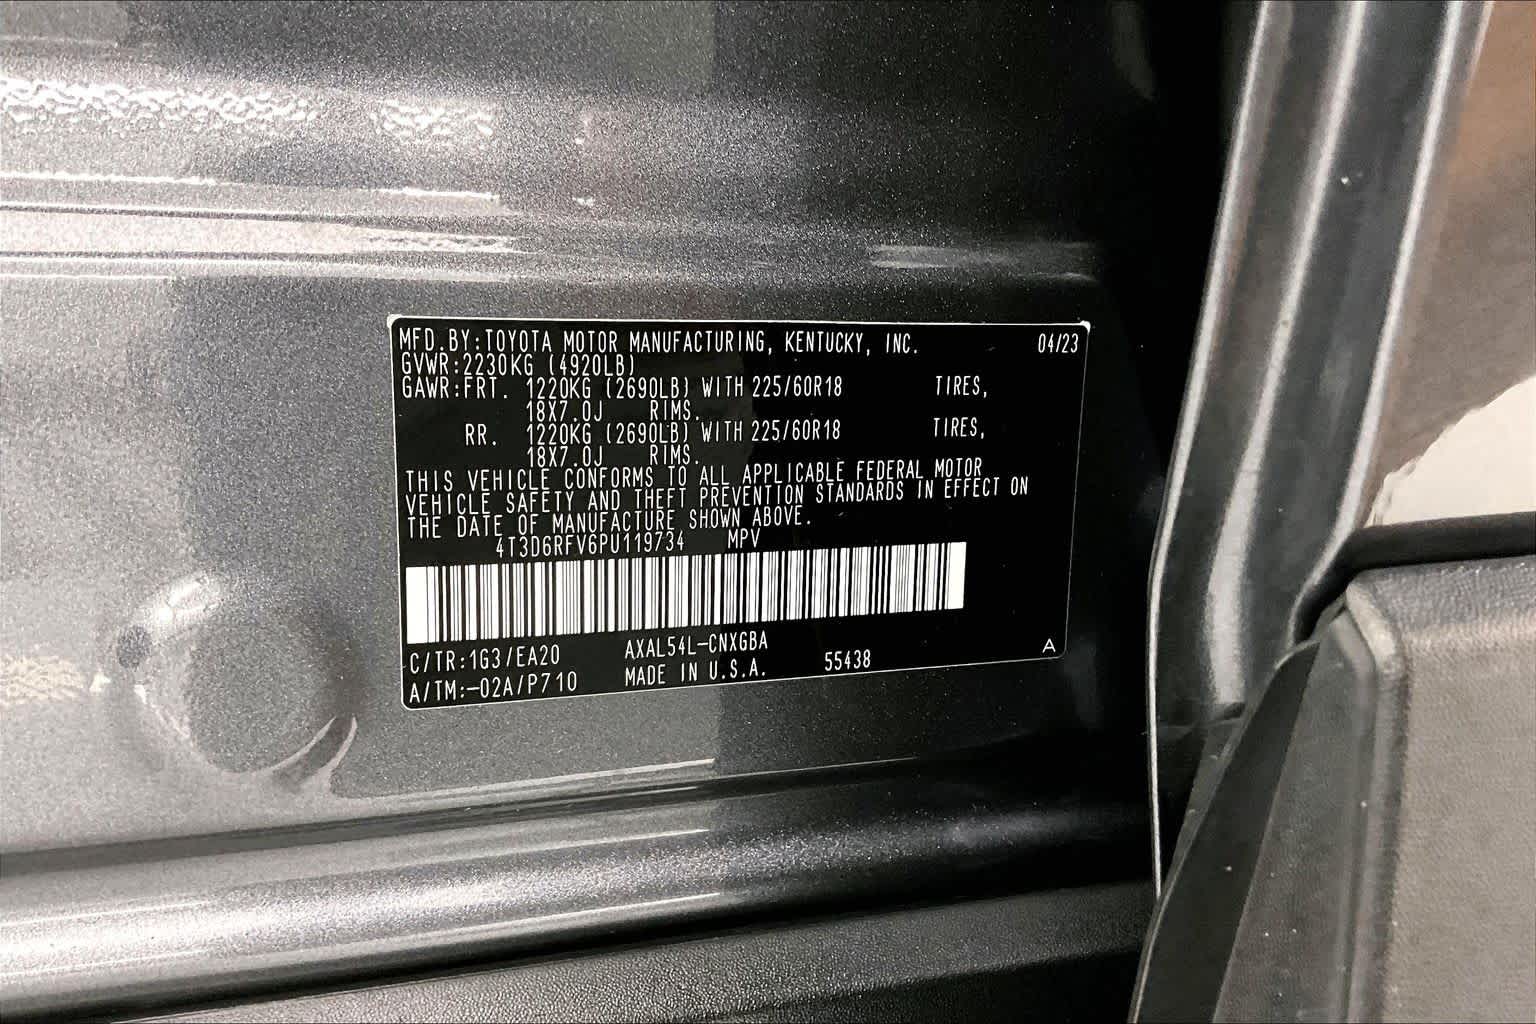 MFD.BY:TOYOTA MOTOR MANUFACTURING, KENTUCKY, INC. 04/23
GVWR:2230KG (4920LB)
GAWR:FRT. 1220KG (2690LB) WITH 225/60R18 TIRES,
18X7.0J RIMS.
RR. 1220KG (2690LB) WITH 225/60R18 TIRES,
18X7.0J RIMS.
THIS VEHICLE CONFORMS TO ALL APPLICABLE FEDERAL MOTOR
VEHICLE SAFETY AND THEFT PREVENTION STANDARDS IN EFFECT ON
THE DATE OF MANUFACTURE SHOWN ABOVE.
4T3D6RFV6PU119734 MPV
C/TR:1G3/EA20 AXAL54L-CNXGBA
A/TM:-02A/P710 MADE IN U.S.A. 55438 A